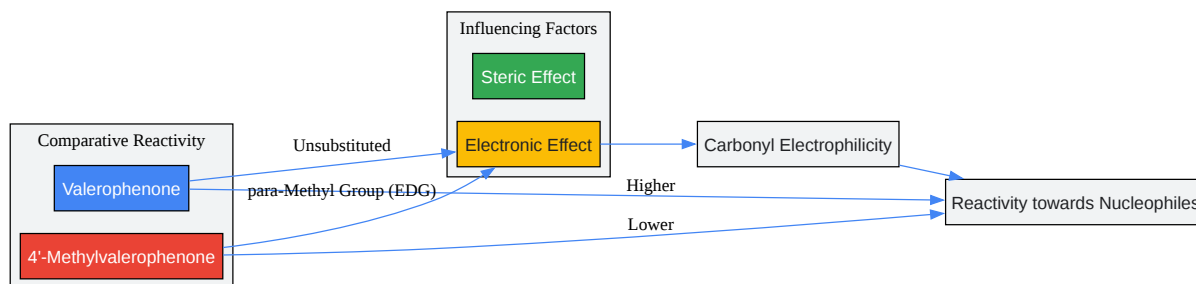 Influencing Factors
Steric Effect
Electronic Effect
Comparative Reactivity
Valerophenone
4'-Methylvalerophenone
Unsubstituted
para-Methyl Group (EDG)
Higher
Lower
Carbonyl Electrophilicity
Reactivity towards Nucleophiles